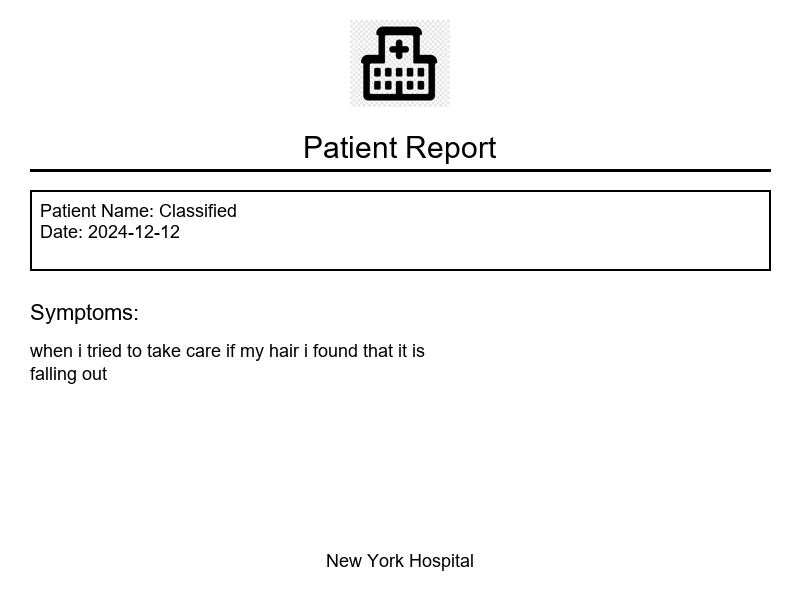 Patient Report
Patient Name: Classified
Date: 2024-12-12
Symptoms:
when i tried to take care if my hair i found that it is
falling out
New York Hospital